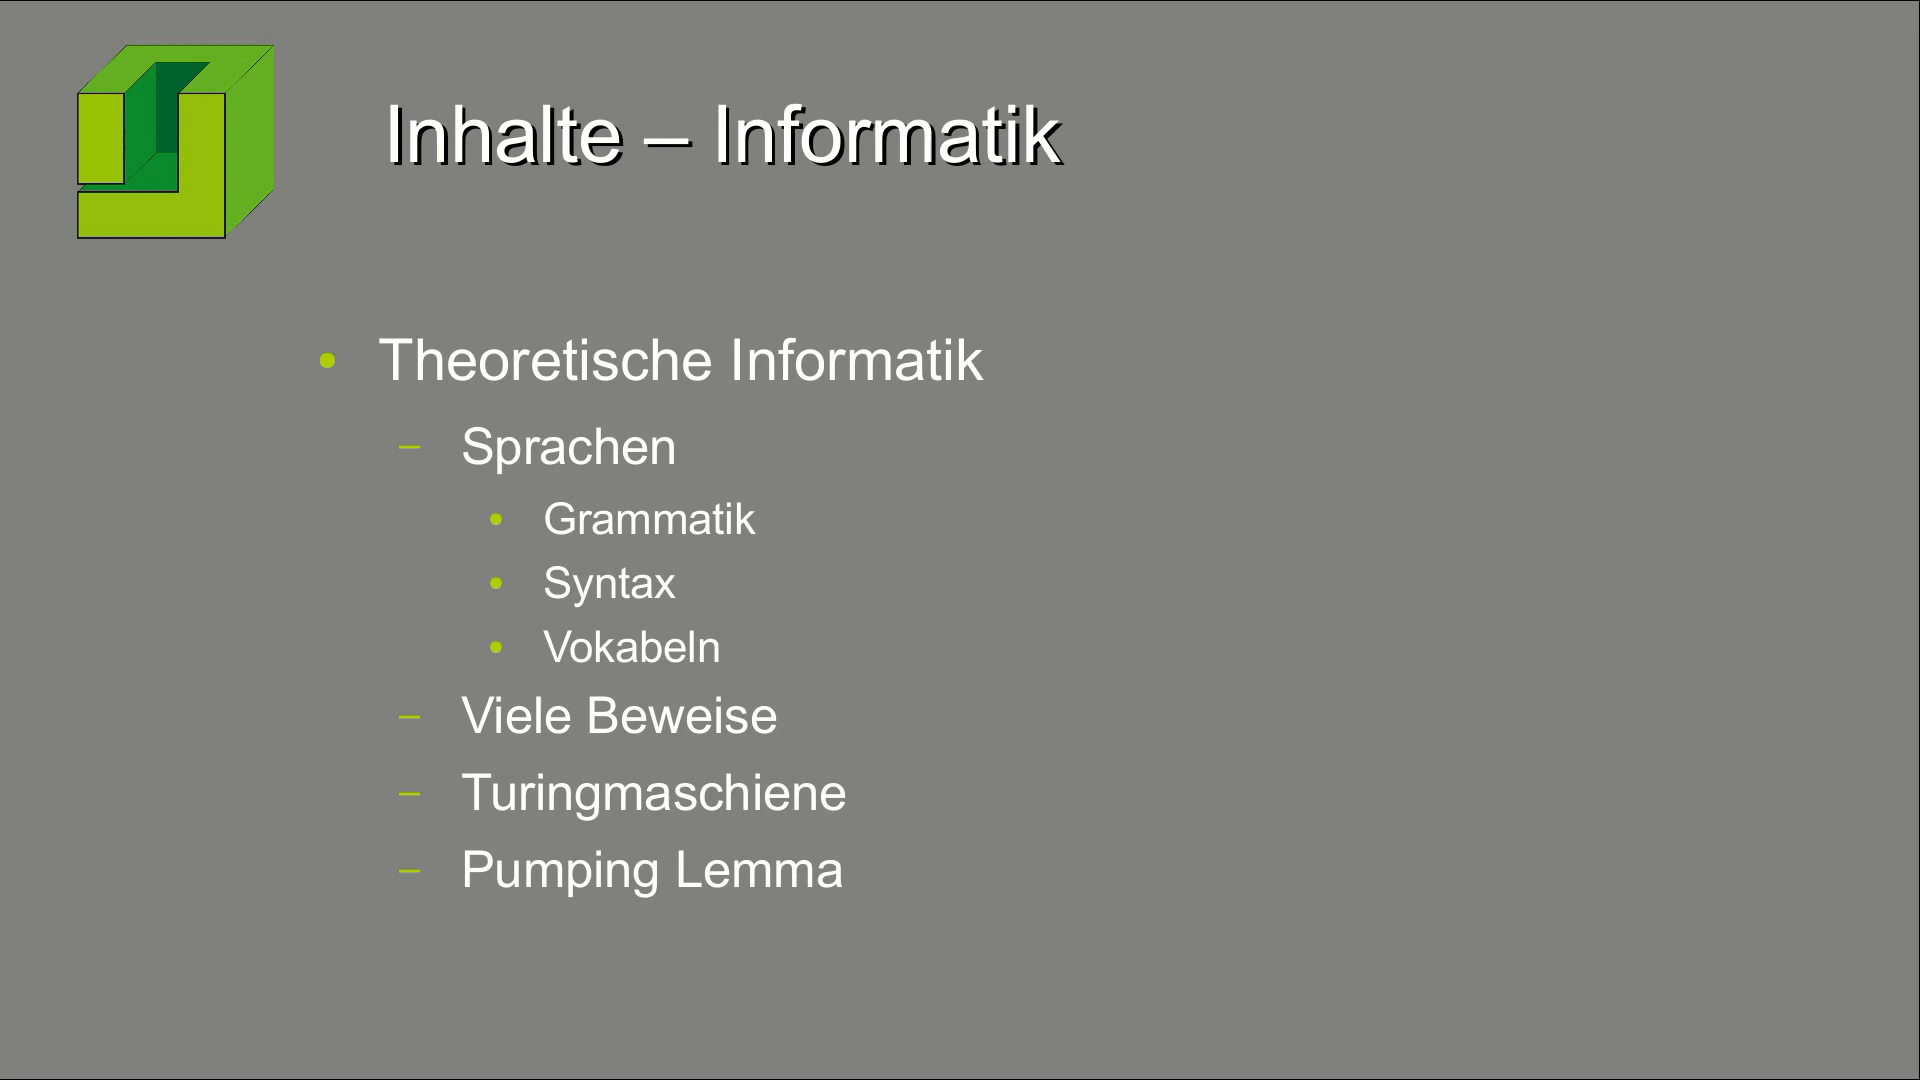 Inhalte – Informatik
• Theoretische Informatik
– Sprachen
• Grammatik
• Syntax
• Vokabeln
– Viele Beweise
– Turingmaschiene
– Pumping Lemma